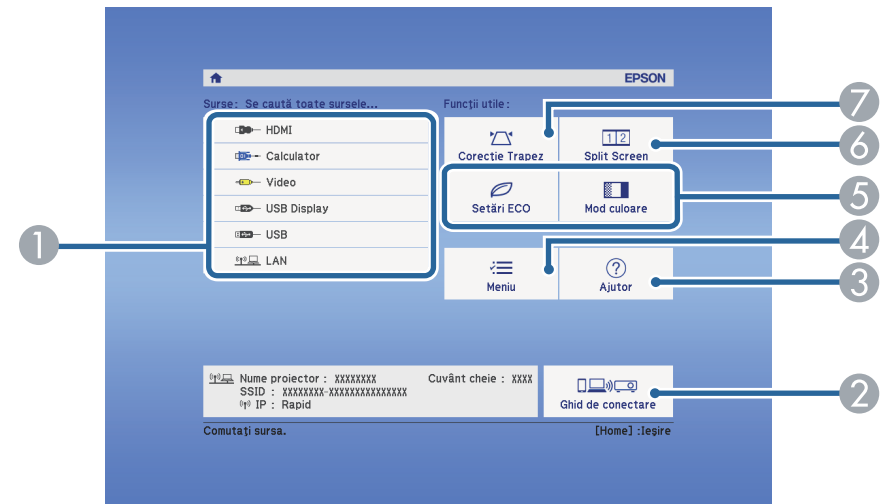 EPSON
Surse: Se caută toate sursele...
HDMI
Calculator
Video
USB Display
USB
LAN
Funcții utile:
Corecție Trapez
1 2
Split Screen
Setări ECO
Mod culoare
Meniu
?
Ajutor
Nume proiector : XXXXXXXX
Cuvânt cheie : XXXX
SSID : XXXXXXXX-XXXXXXXXXXXXXXX
IP : Rapid
Ghid de conectare
Comutați sursa.
[Home] :Ieșire
1
7
6
5
4
3
2